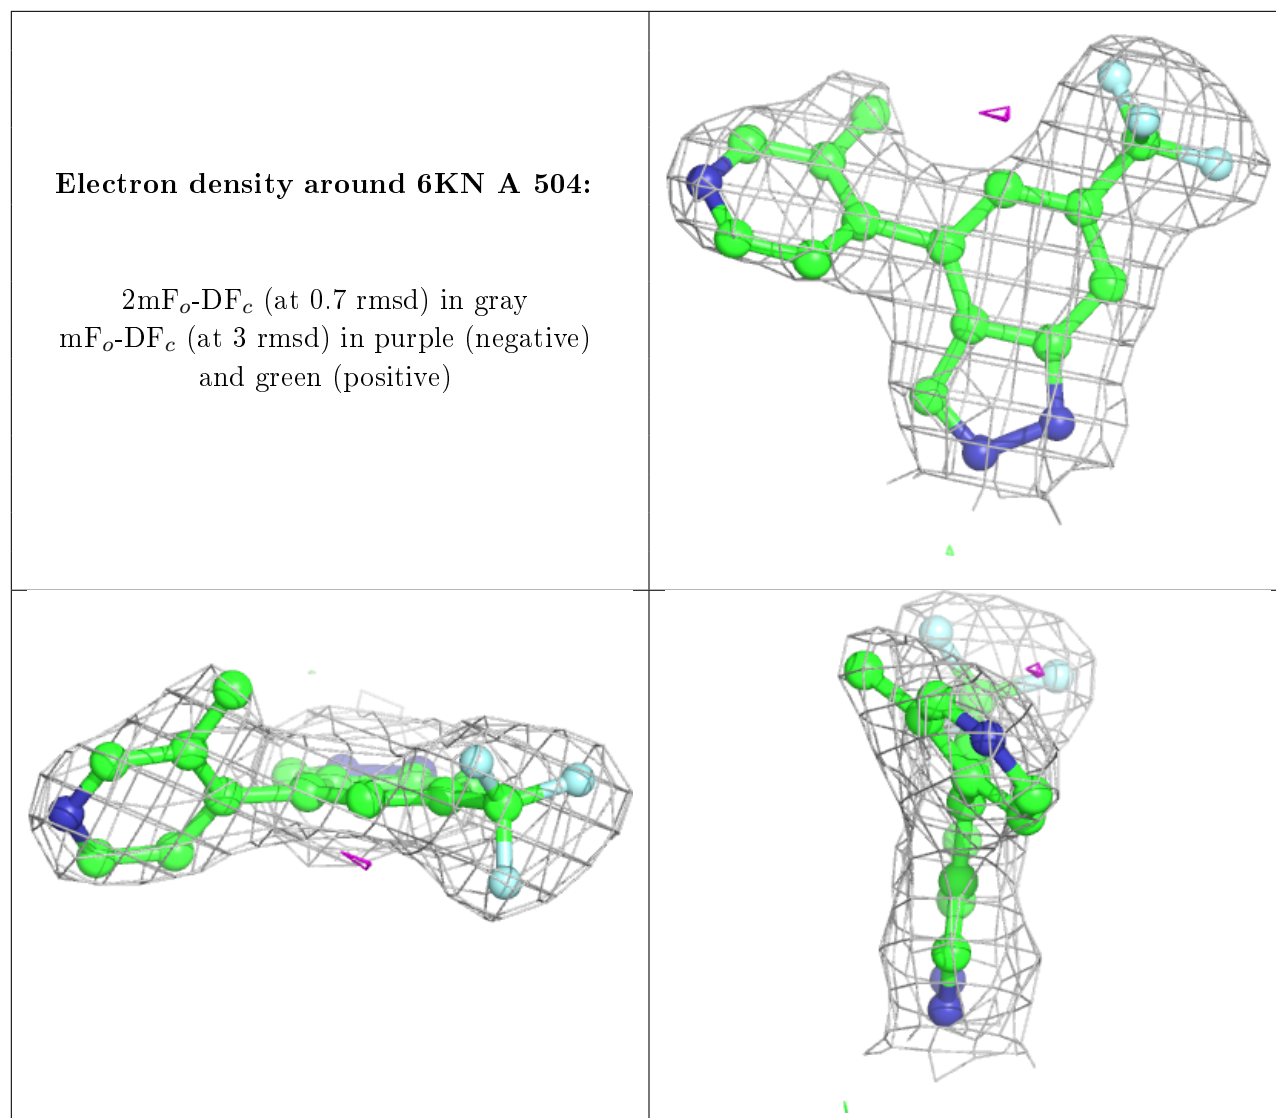 Electron density around 6KN A 504:
2mFo-DFc (at 0.7 rmsd) in gray
mFo-DFc (at 3 rmsd) in purple (negative)
and green (positive)